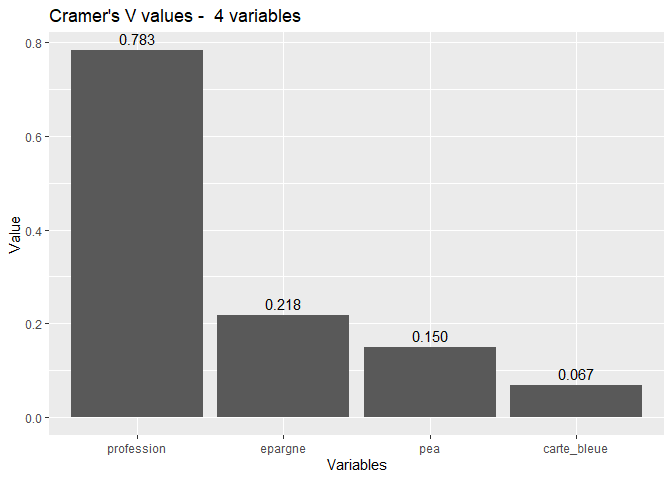 Cramer's V values -  4 variables
0.783
0.218
0.150
0.067
0.8
0.6
0.4
0.2
0.0
Value
profession epargne pea carte_bleue
Variables